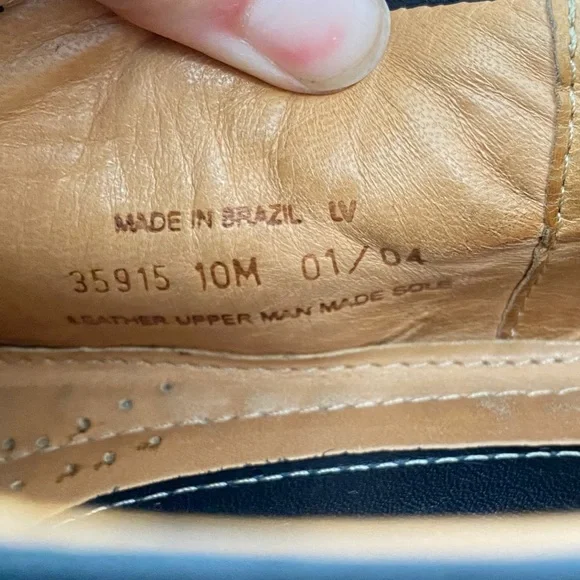 MADE IN BRAZIL LV
35915 10M 01/04
LEATHER UPPER MAN MADE SOLE